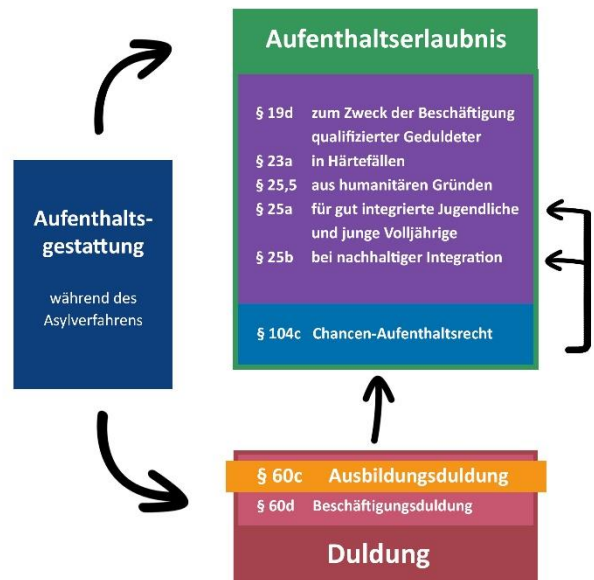 Aufenthaltserlaubnis
§ 19d zum Zweck der Beschäftigung
qualifizierter Geduldeter
§ 23a in Härtefällen
§ 25,5 aus humanitären Gründen
§ 25a für gut integrierte Jugendliche
und junge Volljährige
§ 25b bei nachhaltiger Integration
§ 104c Chancen-Aufenthaltsrecht
Aufenthalts-
gestattung
während des
Asylverfahrens
§ 60c Ausbildungsduldung
§ 60d Beschäftigungsduldung
Duldung